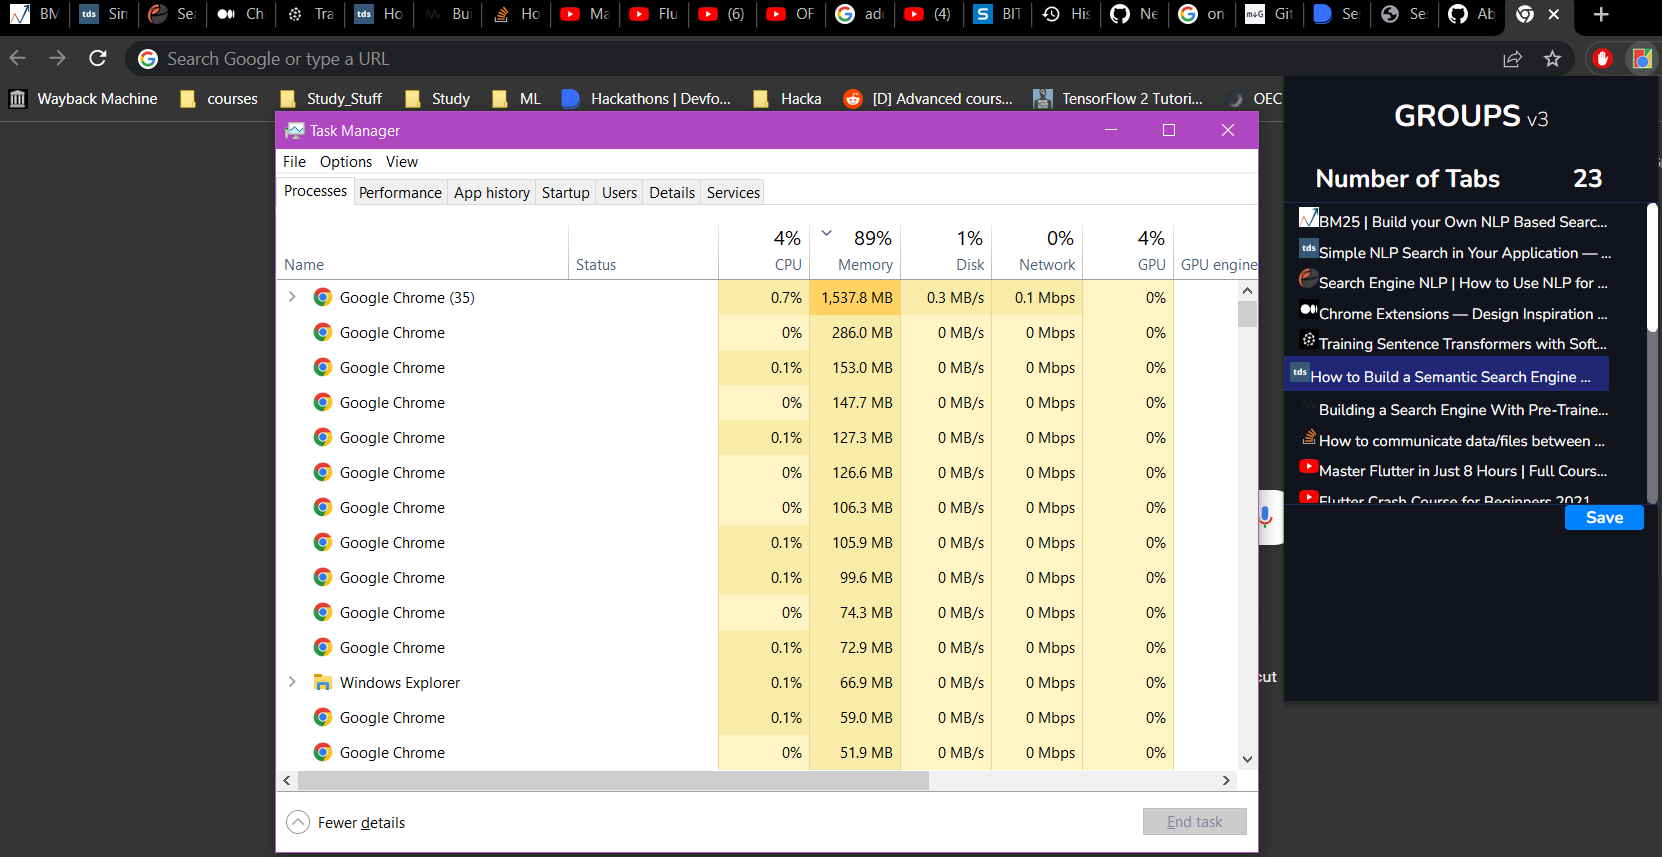 BM Sin Sea Chi Tra Ho Bui Ho Ma Flu (6) OF add (4) BIT His Ne on Git Se Se Ab
Search Google or type a URL
Wayback Machine courses Study_Stuff Study ML Hackathons | Devfo... Hacka [D] Advanced cours... TensorFlow 2 Tutori... OEC
Task Manager
File Options View
Processes Performance App history Startup Users Details Services
4% 89% 1% 0% 4%
Name Status CPU Memory Disk Network GPU GPU engine
Google Chrome (35) 0.7% 1,537.8 MB 0.3 MB/s 0.1 Mbps 0%
Google Chrome 0% 286.0 MB 0 MB/s 0 Mbps 0%
Google Chrome 0.1% 153.0 MB 0 MB/s 0 Mbps 0%
Google Chrome 0% 147.7 MB 0 MB/s 0 Mbps 0%
Google Chrome 0.1% 127.3 MB 0 MB/s 0 Mbps 0%
Google Chrome 0% 126.6 MB 0 MB/s 0 Mbps 0%
Google Chrome 0% 106.3 MB 0 MB/s 0 Mbps 0%
Google Chrome 0.1% 105.9 MB 0 MB/s 0 Mbps 0%
Google Chrome 0.1% 99.6 MB 0 MB/s 0 Mbps 0%
Google Chrome 0% 74.3 MB 0 MB/s 0 Mbps 0%
Google Chrome 0.1% 72.9 MB 0 MB/s 0 Mbps 0%
Windows Explorer 0.1% 66.9 MB 0 MB/s 0 Mbps 0%
Google Chrome 0.1% 59.0 MB 0 MB/s 0 Mbps 0%
Google Chrome 0% 51.9 MB 0 MB/s 0 Mbps 0%
Fewer details End task
cut
GROUPS v3
Number of Tabs 23
BM25 | Build your Own NLP Based Searc...
tds Simple NLP Search in Your Application — ...
Search Engine NLP | How to Use NLP for ...
Chrome Extensions — Design Inspiration ...
Training Sentence Transformers with Soft...
tds How to Build a Semantic Search Engine ...
Building a Search Engine With Pre-Traine...
How to communicate data/files between ...
Master Flutter in Just 8 Hours | Full Cours...
Flutter Crash Course for Beginners 2021
Save